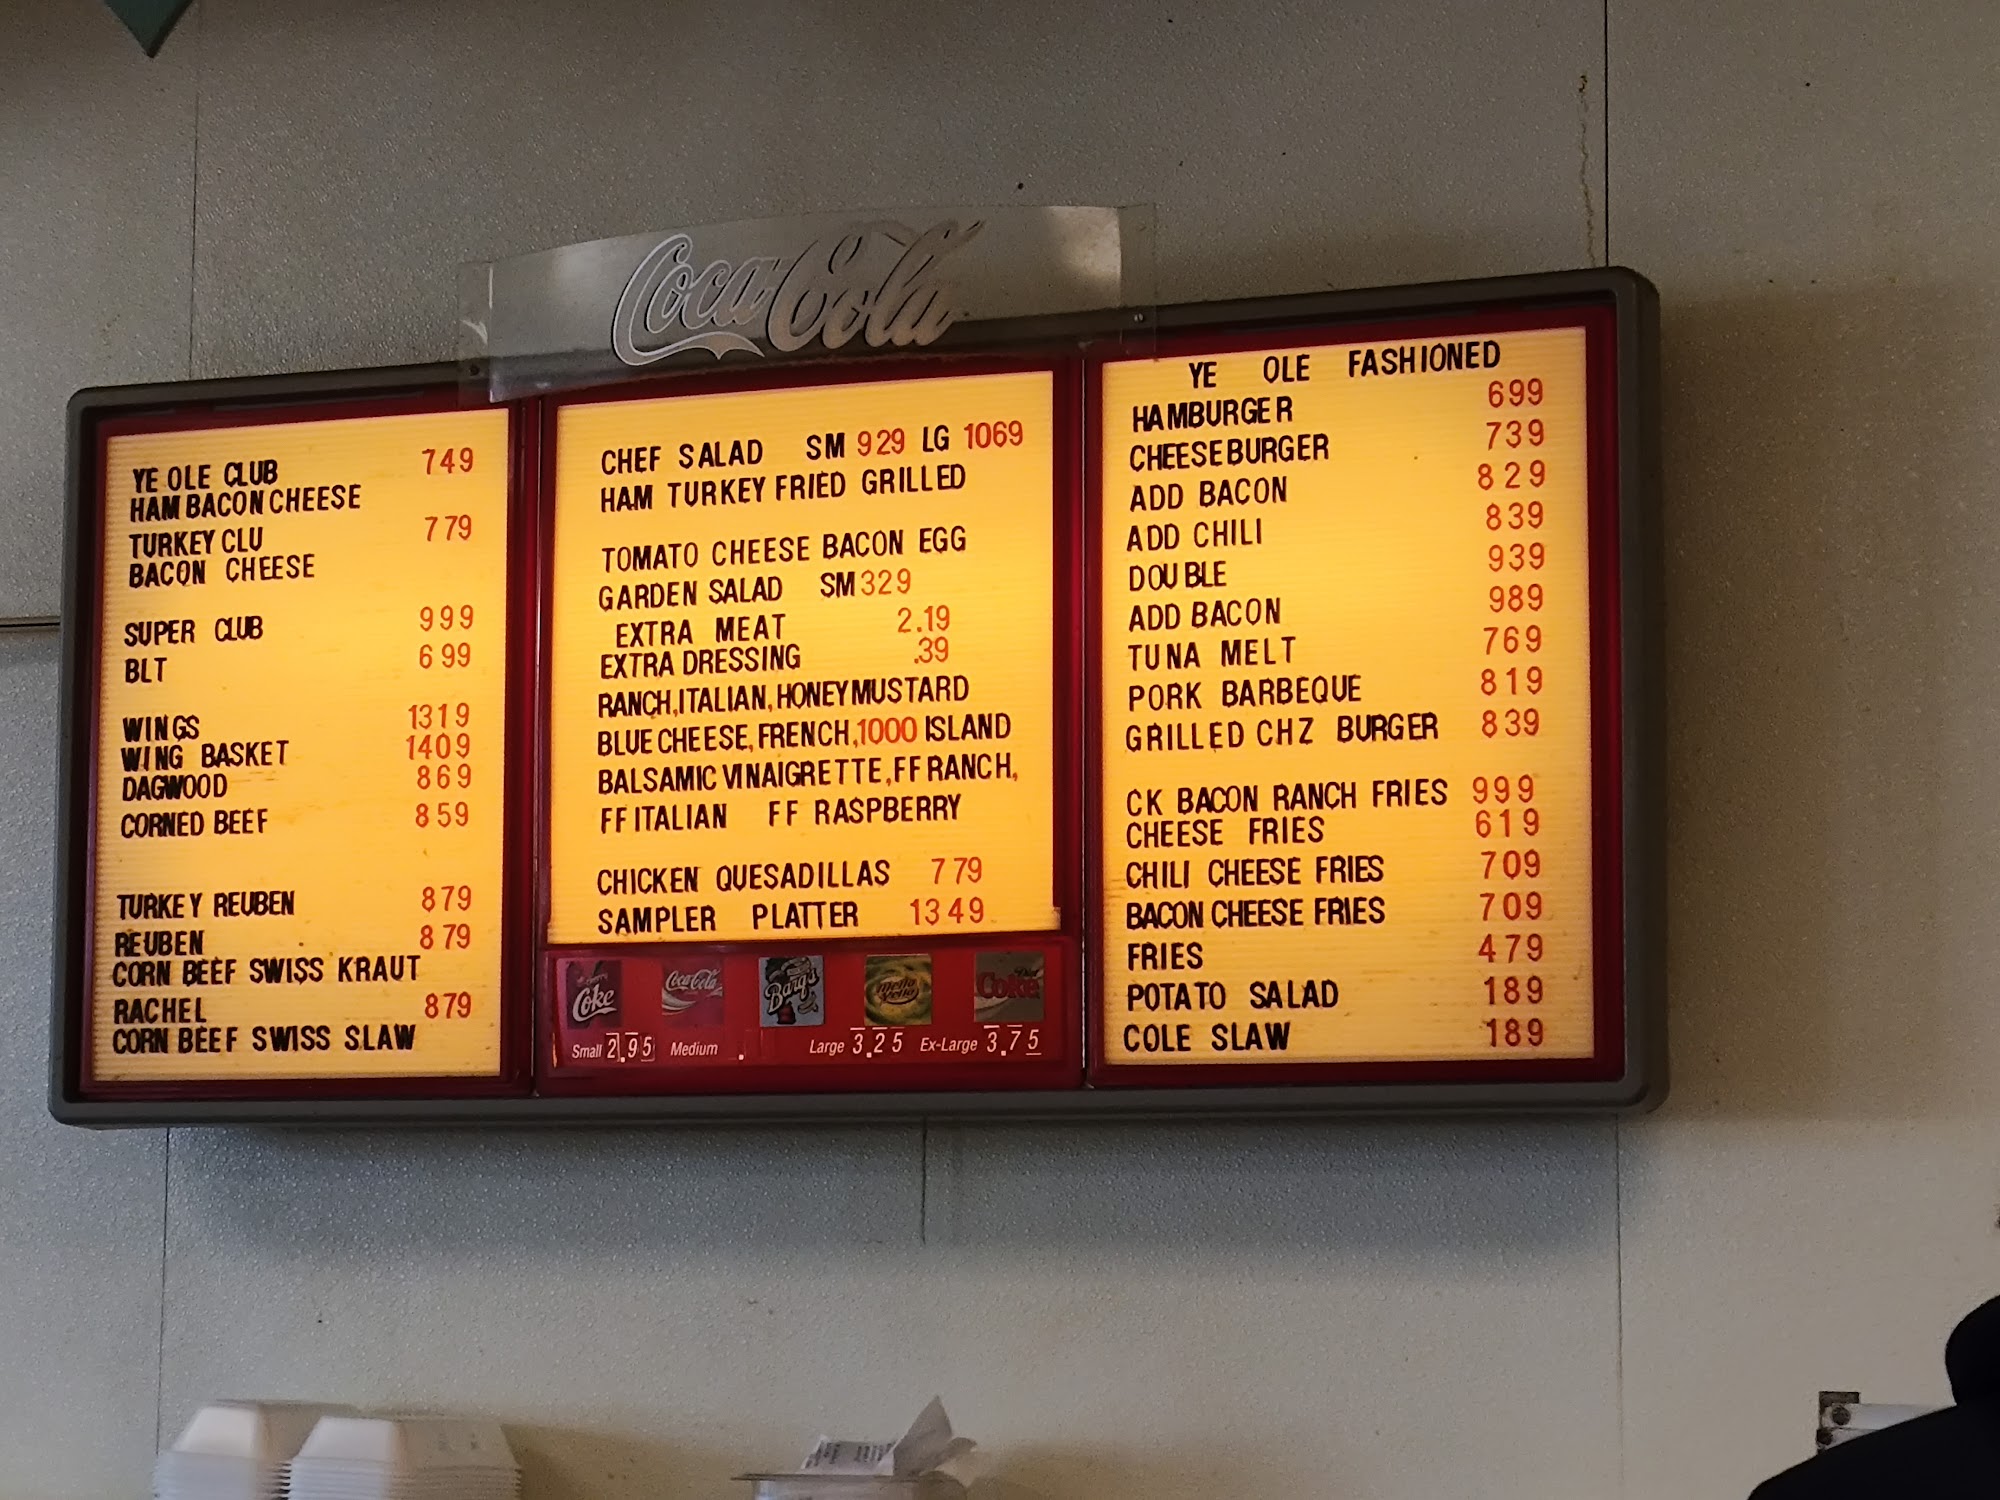 Coca-Cola
YE OLE CLUB 749
HAM BACON CHEESE
TURKEY CLU 779
BACON CHEESE
SUPER CLUB 999
BLT 699
WINGS 1319
WING BASKET 1409
DAGWOOD 869
CORNED BEEF 859
TURKEY REUBEN 879
REUBEN 879
CORN BEEF SWISS KRAUT
RACHEL 879
CORN BEEF SWISS SLAW
CHEF SALAD SM 929 LG 1069
HAM TURKEY FRIED GRILLED
TOMATO CHEESE BACON EGG
GARDEN SALAD SM 329
EXTRA MEAT 2.19
EXTRA DRESSING .39
RANCH, ITALIAN, HONEY MUSTARD
BLUE CHEESE, FRENCH, 1000 ISLAND
BALSAMIC VINAIGRETTE, FF RANCH,
FF ITALIAN FF RASPBERRY
CHICKEN QUESADILLAS 779
SAMPLER PLATTER 1349
Coke Coca-Cola Barq's Mello Yello Diet Coke
Small 2.95 Medium . Large 3.25 Ex-Large 3.75
YE OLE FASHIONED
HAMBURGER 699
CHEESEBURGER 739
ADD BACON 829
ADD CHILI 839
DOUBLE 939
ADD BACON 989
TUNA MELT 769
PORK BARBEQUE 819
GRILLED CHZ BURGER 839
CK BACON RANCH FRIES 999
CHEESE FRIES 619
CHILI CHEESE FRIES 709
BACON CHEESE FRIES 709
FRIES 479
POTATO SALAD 189
COLE SLAW 189